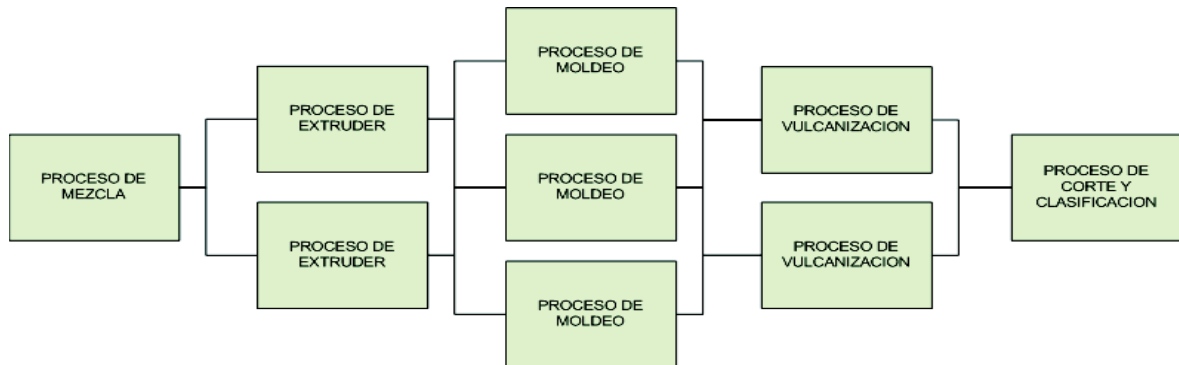 PROCESO DE
MEZCLA
PROCESO DE
EXTRUDER
PROCESO DE
EXTRUDER
PROCESO DE
MOLDEO
PROCESO DE
MOLDEO
PROCESO DE
MOLDEO
PROCESO DE
VULCANIZACION
PROCESO DE
VULCANIZACION
PROCESO DE
CORTE Y
CLASIFICACION